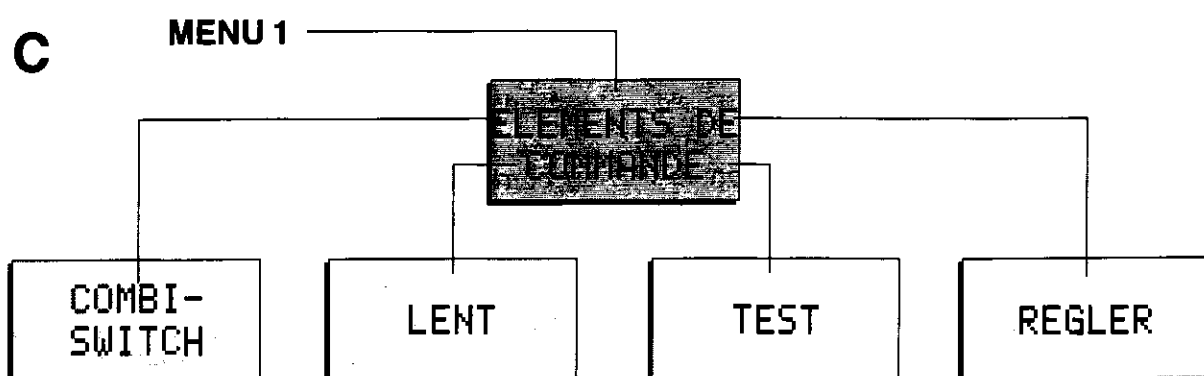 C
MENU 1
ELEMENTS DE
COMMANDE
COMBI-
SWITCH
LENT
TEST
REGLER